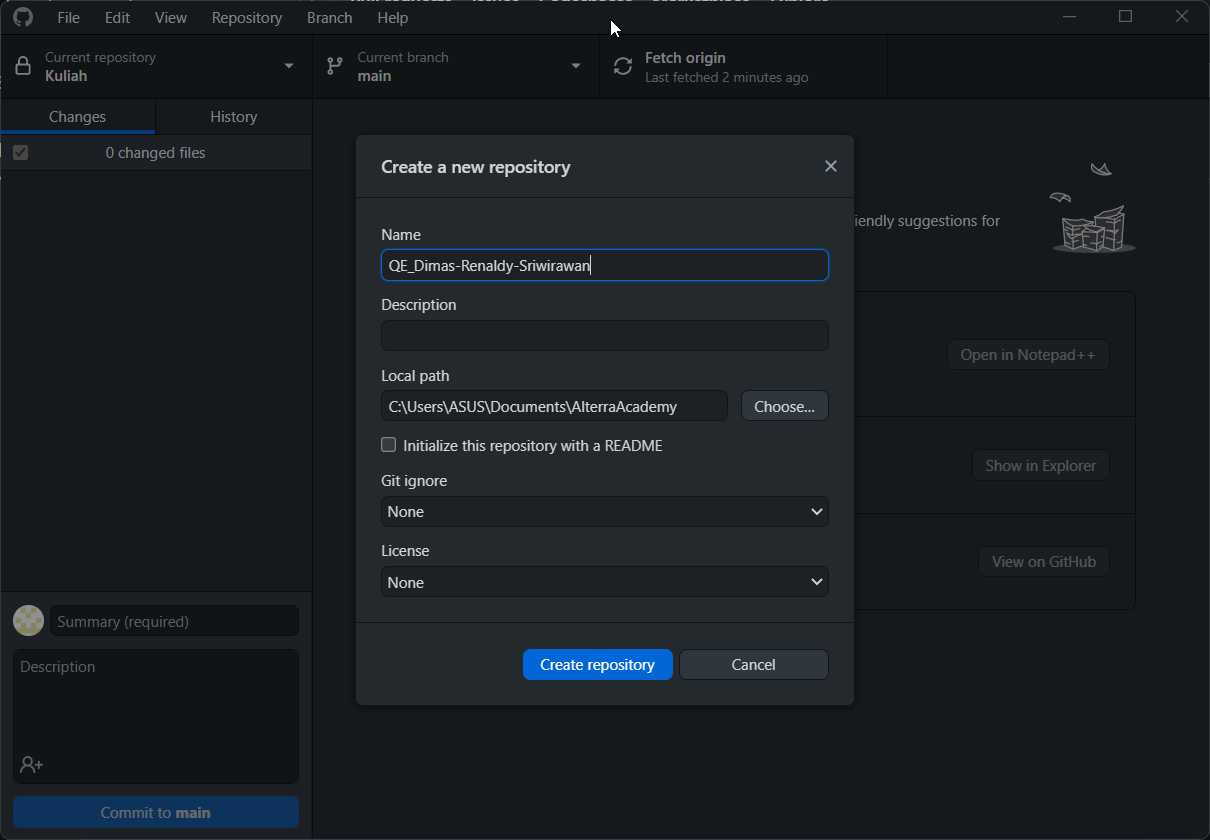 File Edit View Repository Branch Help
Current repository
Kuliah
Current branch
main
Fetch origin
Last fetched 2 minutes ago
Changes History
0 changed files
iendly suggestions for
Open in Notepad++
Show in Explorer
View on GitHub
Create a new repository
Name
QE_Dimas-Renaldy-Sriwirawan
Description
Local path
C:\Users\ASUS\Documents\AlterraAcademy
Choose...
Initialize this repository with a README
Git ignore
None
License
None
Create repository Cancel
Summary (required)
Description
Commit to main